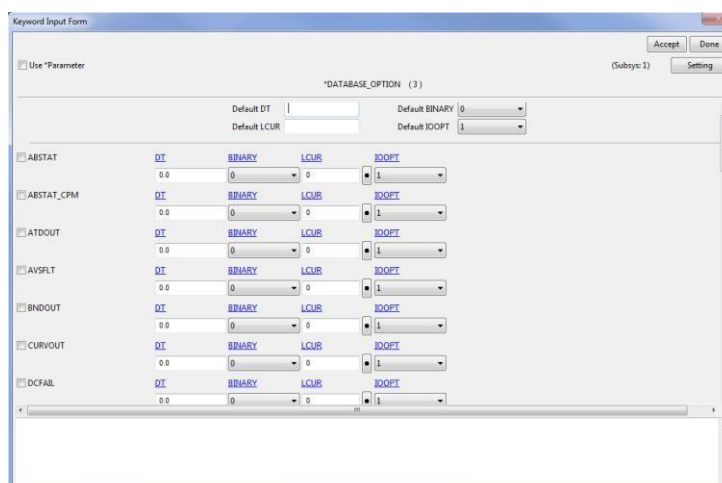 Keyword Input Form
Accept Done
Use *Parameter (Subsys: 1) Setting
*DATABASE_OPTION (3)
Default DT Default BINARY 0
Default LCUR Default IOOPT 1
ABSTAT DT BINARY LCUR IOOPT
0.0 0 0 1
ABSTAT_CPM DT BINARY LCUR IOOPT
0.0 0 0 1
ATDOUT DT BINARY LCUR IOOPT
0.0 0 0 1
AVSFLT DT BINARY LCUR IOOPT
0.0 0 0 1
BNDOUT DT BINARY LCUR IOOPT
0.0 0 0 1
CURVOUT DT BINARY LCUR IOOPT
0.0 0 0 1
DCFAIL DT BINARY LCUR IOOPT
0.0 0 0 1